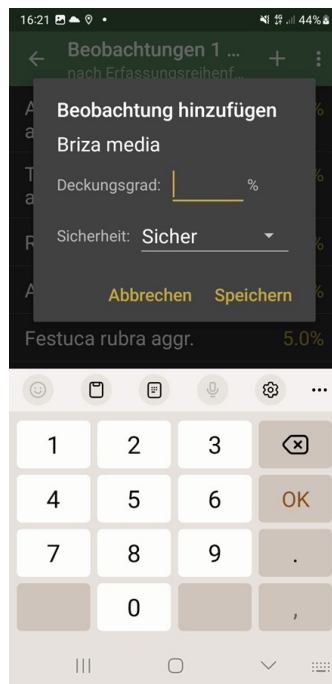 16:21
44%
Beobachtungen 1 ...
nach Erfassungsreihenf...
Beobachtung hinzufügen
Briza media
Deckungsgrad: %
Sicherheit: Sicher
Abbrechen Speichern
Festuca rubra aggr. 5.0%
1 2 3
4 5 6 OK
7 8 9 .
0 ,